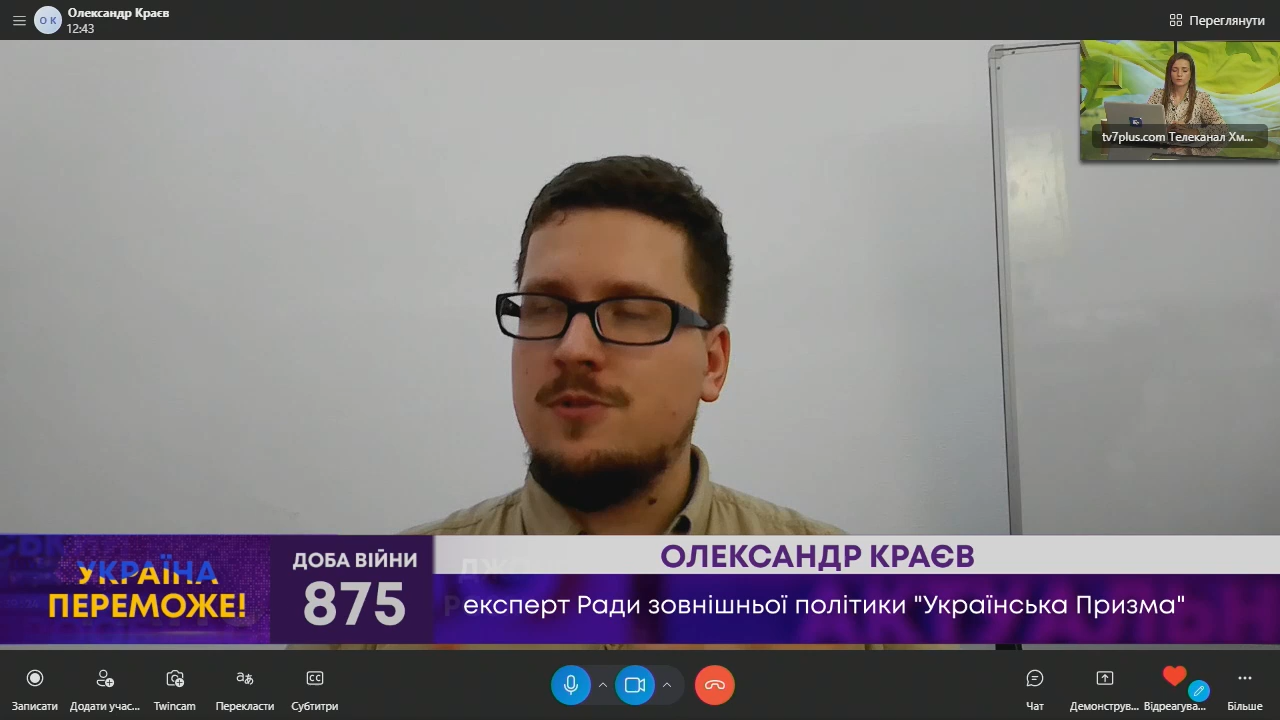 О К
Олександр Краєв
12:43
Переглянути
tv7plus.com Телеканал Хм...
УКРАЇНА
ПЕРЕМОЖЕ!
ДОБА ВІЙНИ
875
ОЛЕКСАНДР КРАЄВ
експерт Ради зовнішньої політики "Українська Призма"
Записати
Додати учас...
Twincam
Перекласти
Субтитри
Чат
Демонструв...
Відреагува...
Більше